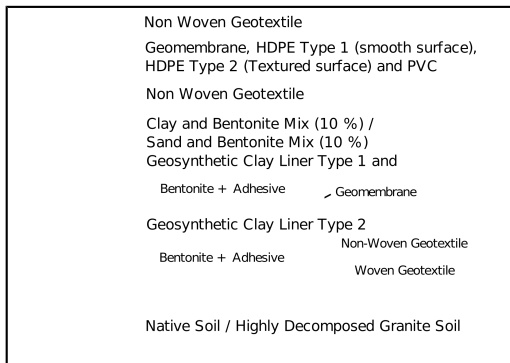 Non Woven Geotextile
Geomembrane, HDPE Type 1 (smooth surface),
HDPE Type 2 (Textured surface) and PVC
Non Woven Geotextile
Clay and Bentonite Mix (10 %) /
Sand and Bentonite Mix (10 %)
Geosynthetic Clay Liner Type 1 and
Bentonite + Adhesive
Geomembrane
Geosynthetic Clay Liner Type 2
Non-Woven Geotextile
Bentonite + Adhesive
Woven Geotextile
Native Soil / Highly Decomposed Granite Soil